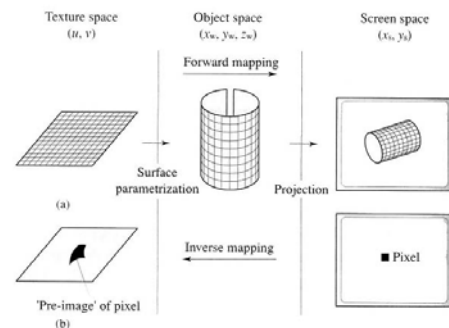 Texture space
(u, v)
Object space
(xw, yw, zw)
Screen space
(xs, ys)
Forward mapping
Surface
parametrization
Projection
(a)
Inverse mapping
Pixel
'Pre-image' of pixel
(b)